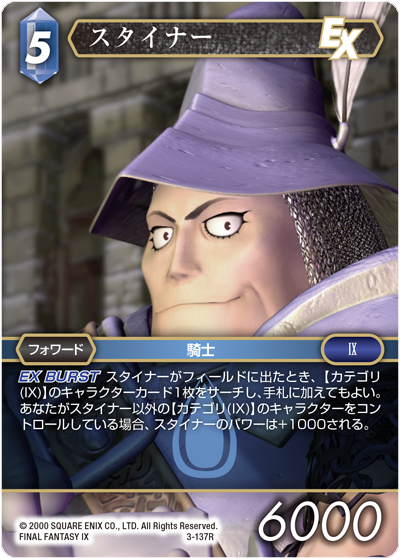 5
スタイナー
EX
フォワード
騎士
IX
EX BURST スタイナーがフィールドに出たとき、【カテゴリ
(IX)】のキャラクターカード1枚をサーチし、手札に加えてもよい。
あなたがスタイナー以外の【カテゴリ(IX)】のキャラクターをコン
トロールしている場合、スタイナーのパワーは+1000される。
© 2000 SQUARE ENIX CO., LTD. All Rights Reserved.
FINAL FANTASY IX
3-137R
6000